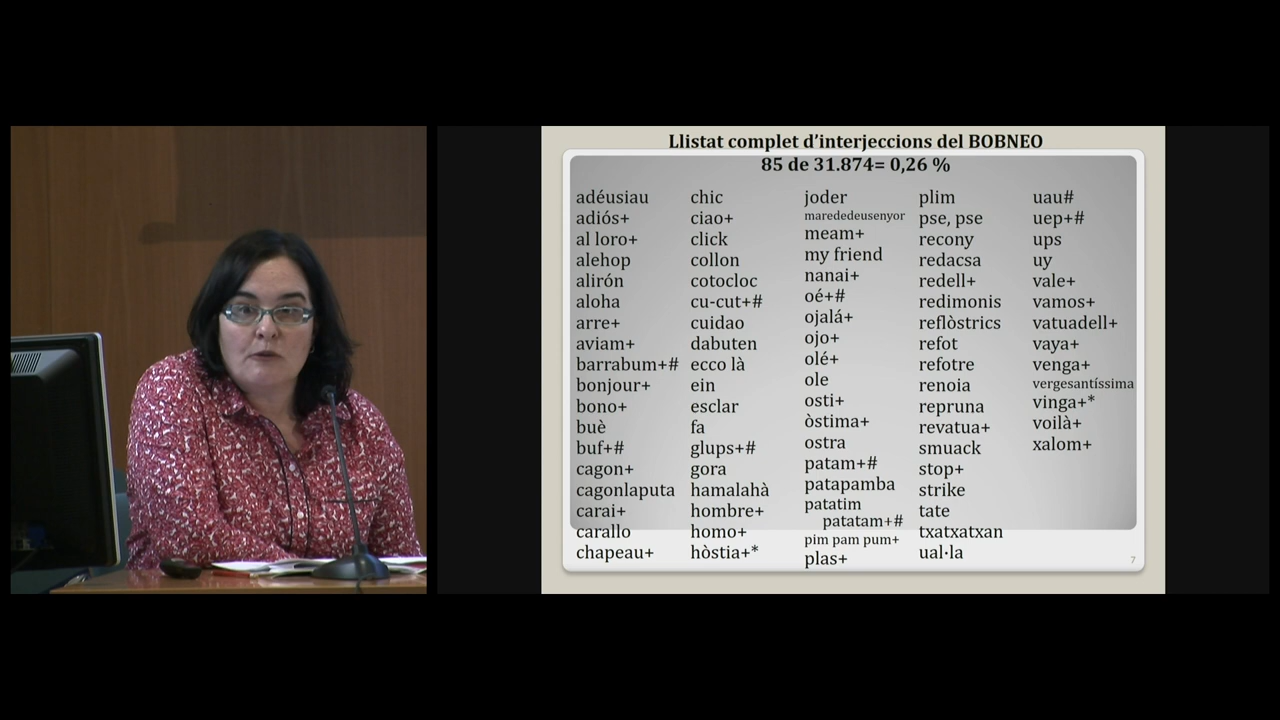 Llistat complet d'interjeccions del BOBNEO
85 de 31.874= 0,26 %
adéusiau
adiós+
al loro+
alehop
alirón
aloha
arre+
aviam+
barrabum+#
bonjour+
bono+
buè
buf+#
cagon+
cagonlaputa
carai+
carallo
chapeau+
chic
ciao+
click
collon
cotocloc
cu-cut+#
cuidao
dabuten
ecco là
ein
esclar
fa
glups+#
gora
hamalahà
hombre+
homo+
hòstia+*
joder
marededeusenyor
meam+
my friend
nanai+
oé+#
ojalá+
ojo+
olé+
ole
osti+
òstima+
ostra
patam+#
patapamba
patatim
patatam+#
pim pam pum+
plas+
plim
pse, pse
recony
redacsa
redell+
redimonis
reflòstrics
refot
refotre
renoia
repruna
revatua+
smuack
stop+
strike
tate
txatxatxan
ual·la
uau#
uep+#
ups
uy
vale+
vamos+
vatuadell+
vaya+
venga+
vergesantíssima
vinga+*
voilà+
xalom+
7